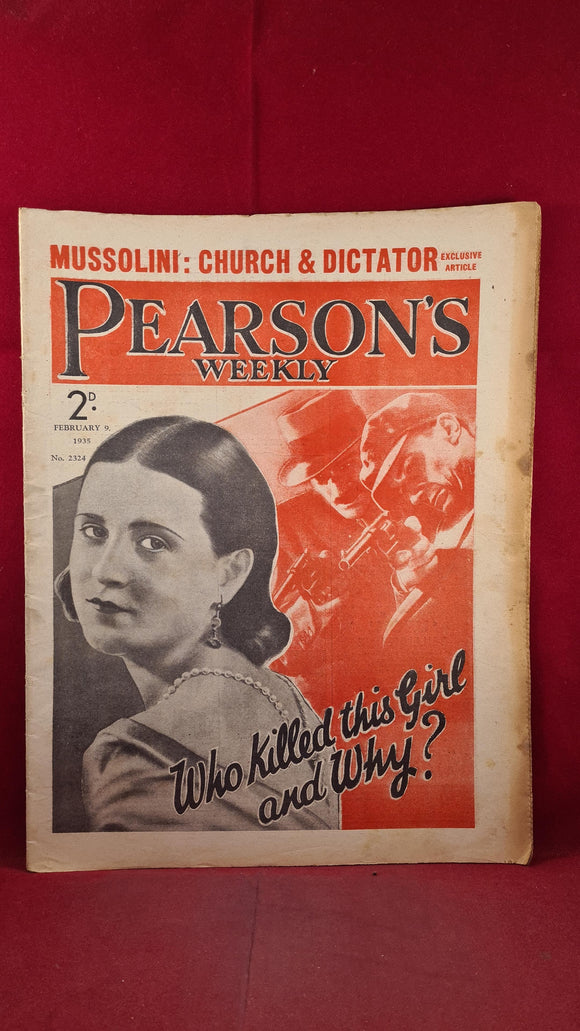 MUSSOLINI: CHURCH & DICTATOR EXCLUSIVE
ARTICLE
PEARSON'S
WEEKLY
2D.
FEBRUARY 9,
1935
No. 2324
Who Killed this Girl
and Why?